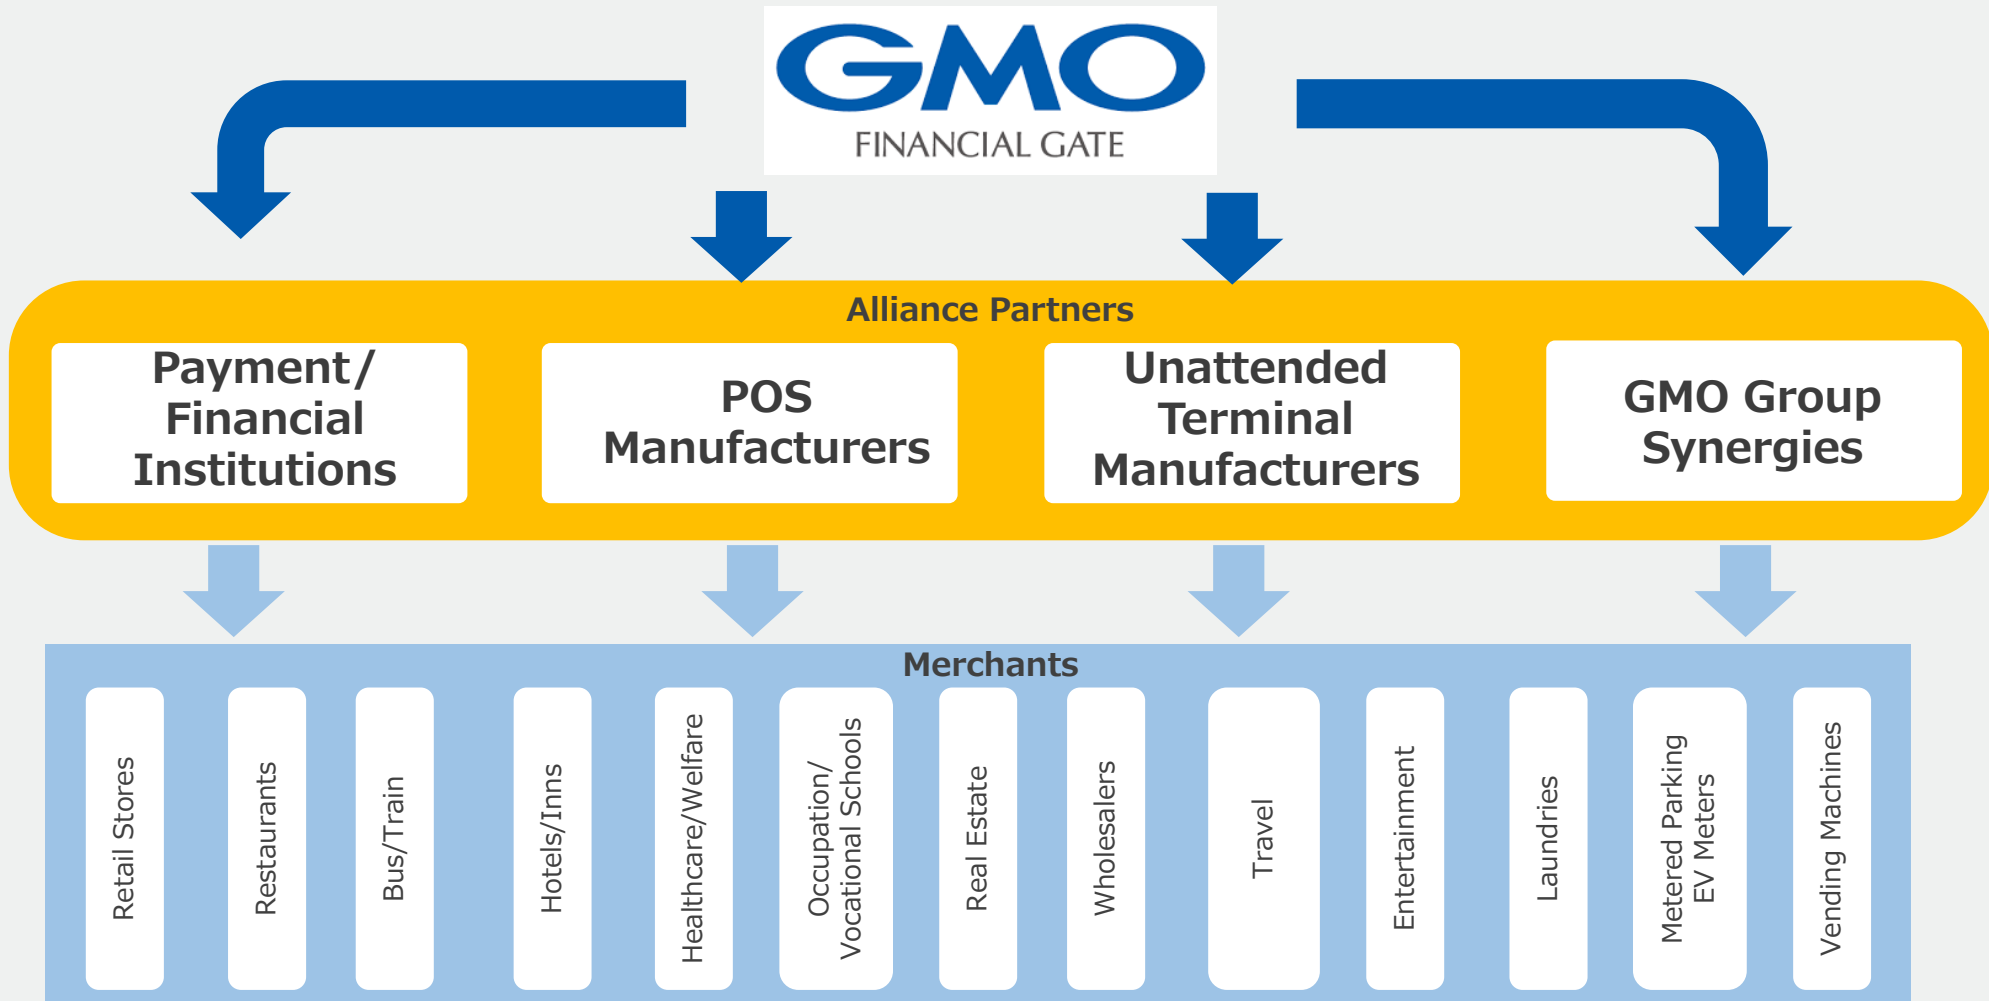 GMO
FINANCIAL GATE
Alliance Partners
Payment/
Financial
Institutions
POS
Manufacturers
Unattended
Terminal
Manufacturers
GMO Group
Synergies
Merchants
Retail Stores
Restaurants
Bus/Train
Hotels/Inns
Healthcare/Welfare
Occupation/
Vocational Schools
Real Estate
Wholesalers
Travel
Entertainment
Laundries
Metered Parking
EV Meters
Vending Machines